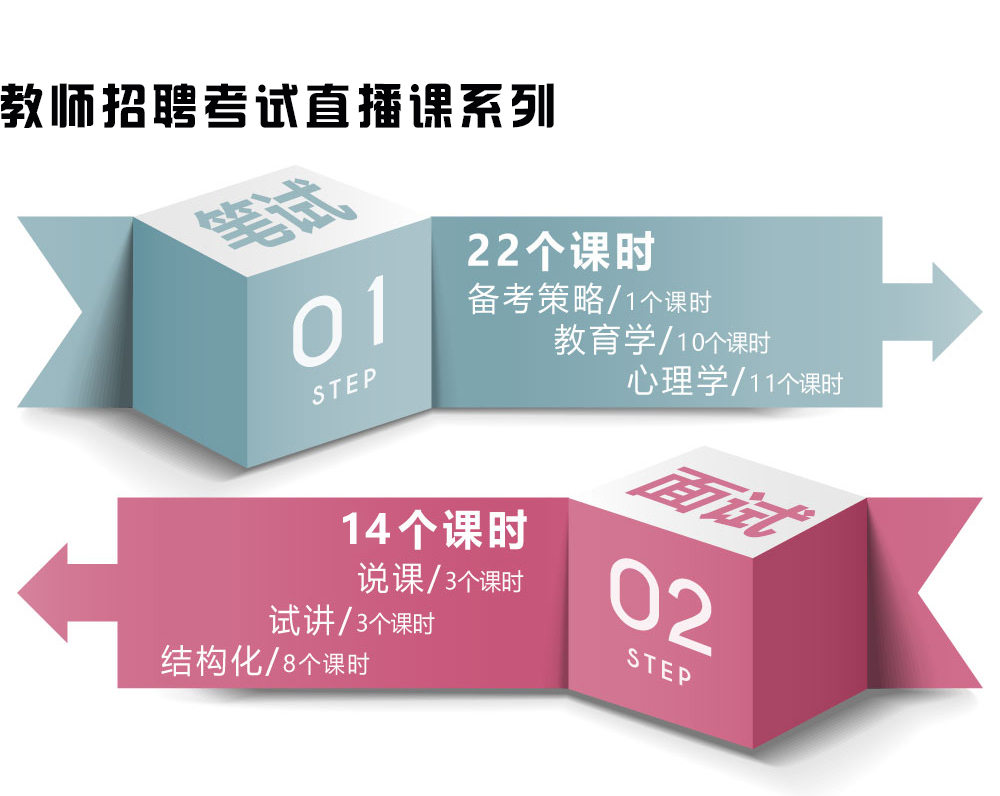 教师招聘考试直播课系列
笔试
01
STEP
22个课时
备考策略/1个课时
教育学/10个课时
心理学/11个课时
面试
02
STEP
14个课时
说课/3个课时
试讲/3个课时
结构化/8个课时